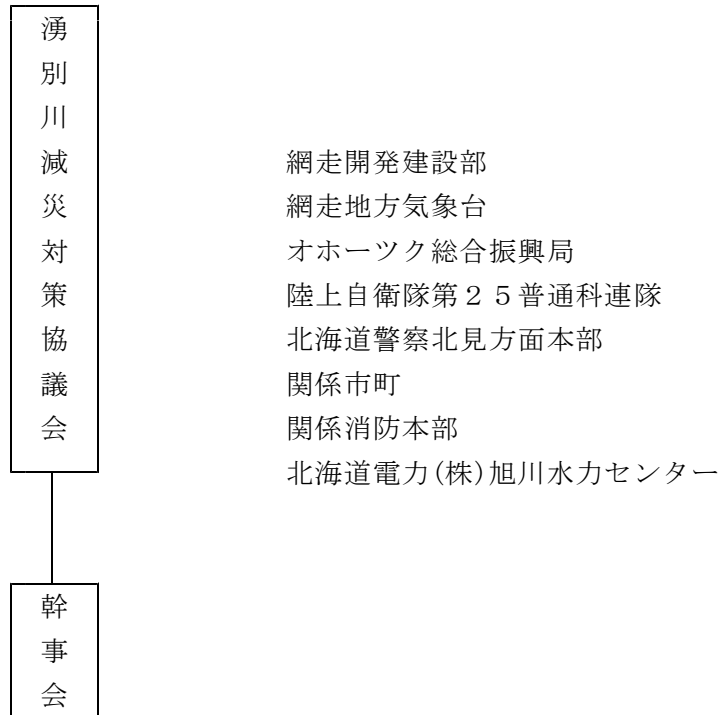 湧別川減災対策協議会
網走開発建設部
網走地方気象台
オホーツク総合振興局
陸上自衛隊第２５普通科連隊
北海道警察北見方面本部
関係市町
関係消防本部
北海道電力(株)旭川水力センター
幹事会